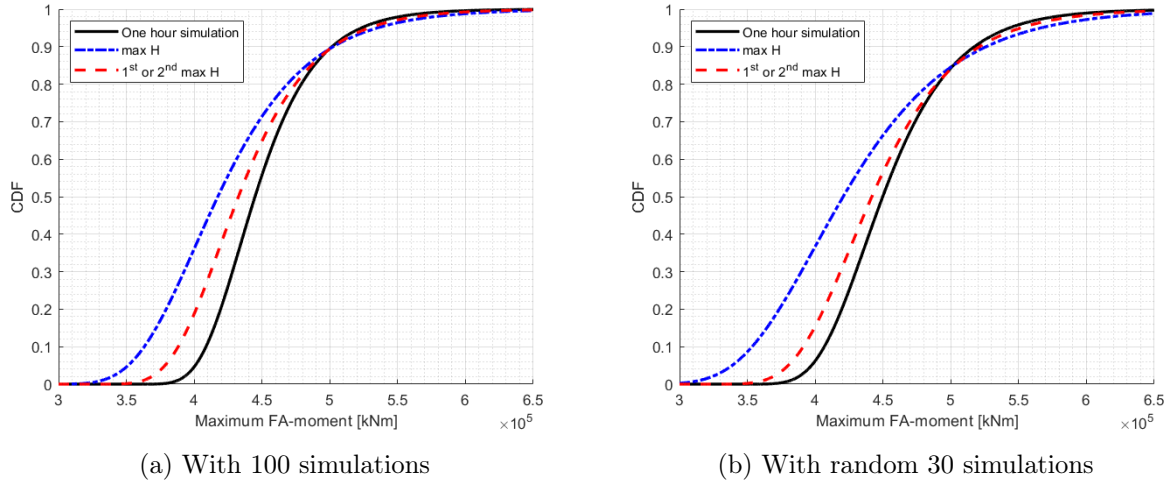 One hour simulation
max H
1st or 2nd max H
1
0.9
0.8
0.7
0.6
0.5
0.4
0.3
0.2
0.1
0
CDF
3 3.5 4 4.5 5 5.5 6 6.5
Maximum FA-moment [kNm]
×10^5
(a) With 100 simulations
One hour simulation
max H
1st or 2nd max H
1
0.9
0.8
0.7
0.6
0.5
0.4
0.3
0.2
0.1
0
CDF
3 3.5 4 4.5 5 5.5 6 6.5
Maximum FA-moment [kNm]
×10^5
(b) With random 30 simulations